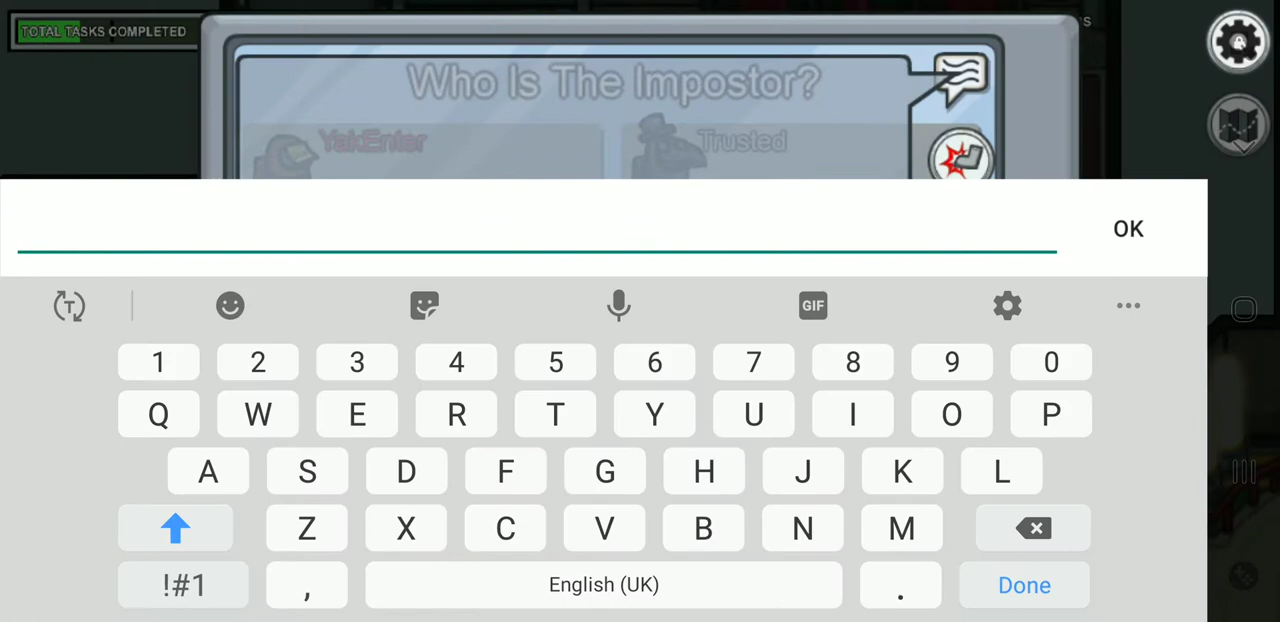 TOTAL TASKS COMPLETED
Who Is The Impostor?
YakEnter
Trusted
OK
GIF
1 2 3 4 5 6 7 8 9 0
Q W E R T Y U I O P
A S D F G H J K L
Z X C V B N M
!#1 , English (UK) . Done